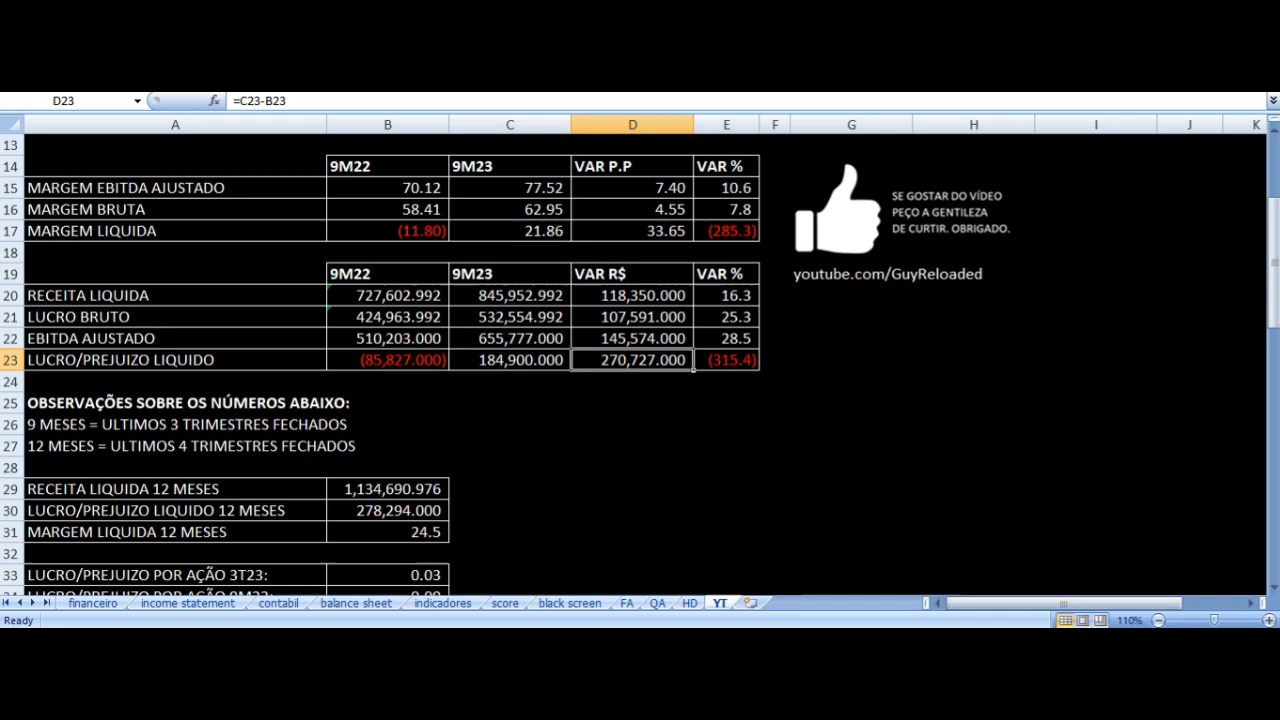 D23 fx =C23-B23
A B C D E F G H I J K
13
14 9M22 9M23 VAR P.P VAR %
15 MARGEM EBITDA AJUSTADO 70.12 77.52 7.40 10.6
16 MARGEM BRUTA 58.41 62.95 4.55 7.8
17 MARGEM LIQUIDA (11.80) 21.86 33.65 (285.3)
SE GOSTAR DO VÍDEO
PEÇO A GENTILEZA
DE CURTIR. OBRIGADO.
18
19 9M22 9M23 VAR R$ VAR %
youtube.com/GuyReloaded
20 RECEITA LIQUIDA 727,602.992 845,952.992 118,350.000 16.3
21 LUCRO BRUTO 424,963.992 532,554.992 107,591.000 25.3
22 EBITDA AJUSTADO 510,203.000 655,777.000 145,574.000 28.5
23 LUCRO/PREJUIZO LIQUIDO (85,827.000) 184,900.000 270,727.000 (315.4)
24
25 OBSERVAÇÕES SOBRE OS NÚMEROS ABAIXO:
26 9 MESES = ULTIMOS 3 TRIMESTRES FECHADOS
27 12 MESES = ULTIMOS 4 TRIMESTRES FECHADOS
28
29 RECEITA LIQUIDA 12 MESES 1,134,690.976
30 LUCRO/PREJUIZO LIQUIDO 12 MESES 278,294.000
31 MARGEM LIQUIDA 12 MESES 24.5
32
33 LUCRO/PREJUIZO POR AÇÃO 3T23: 0.03
financeiro income statement contabil balance sheet indicadores score black screen FA QA HD YT
Ready 110%